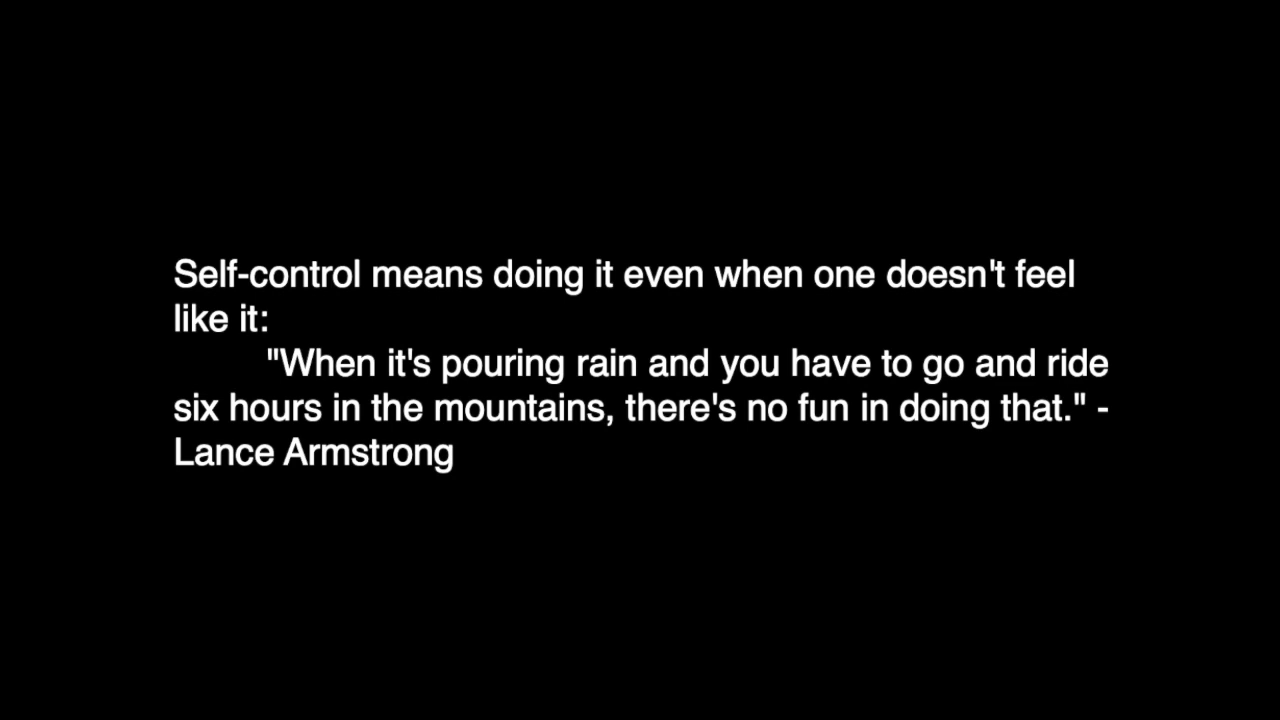 Self-control means doing it even when one doesn't feel
like it:
"When it's pouring rain and you have to go and ride
six hours in the mountains, there's no fun in doing that." -
Lance Armstrong